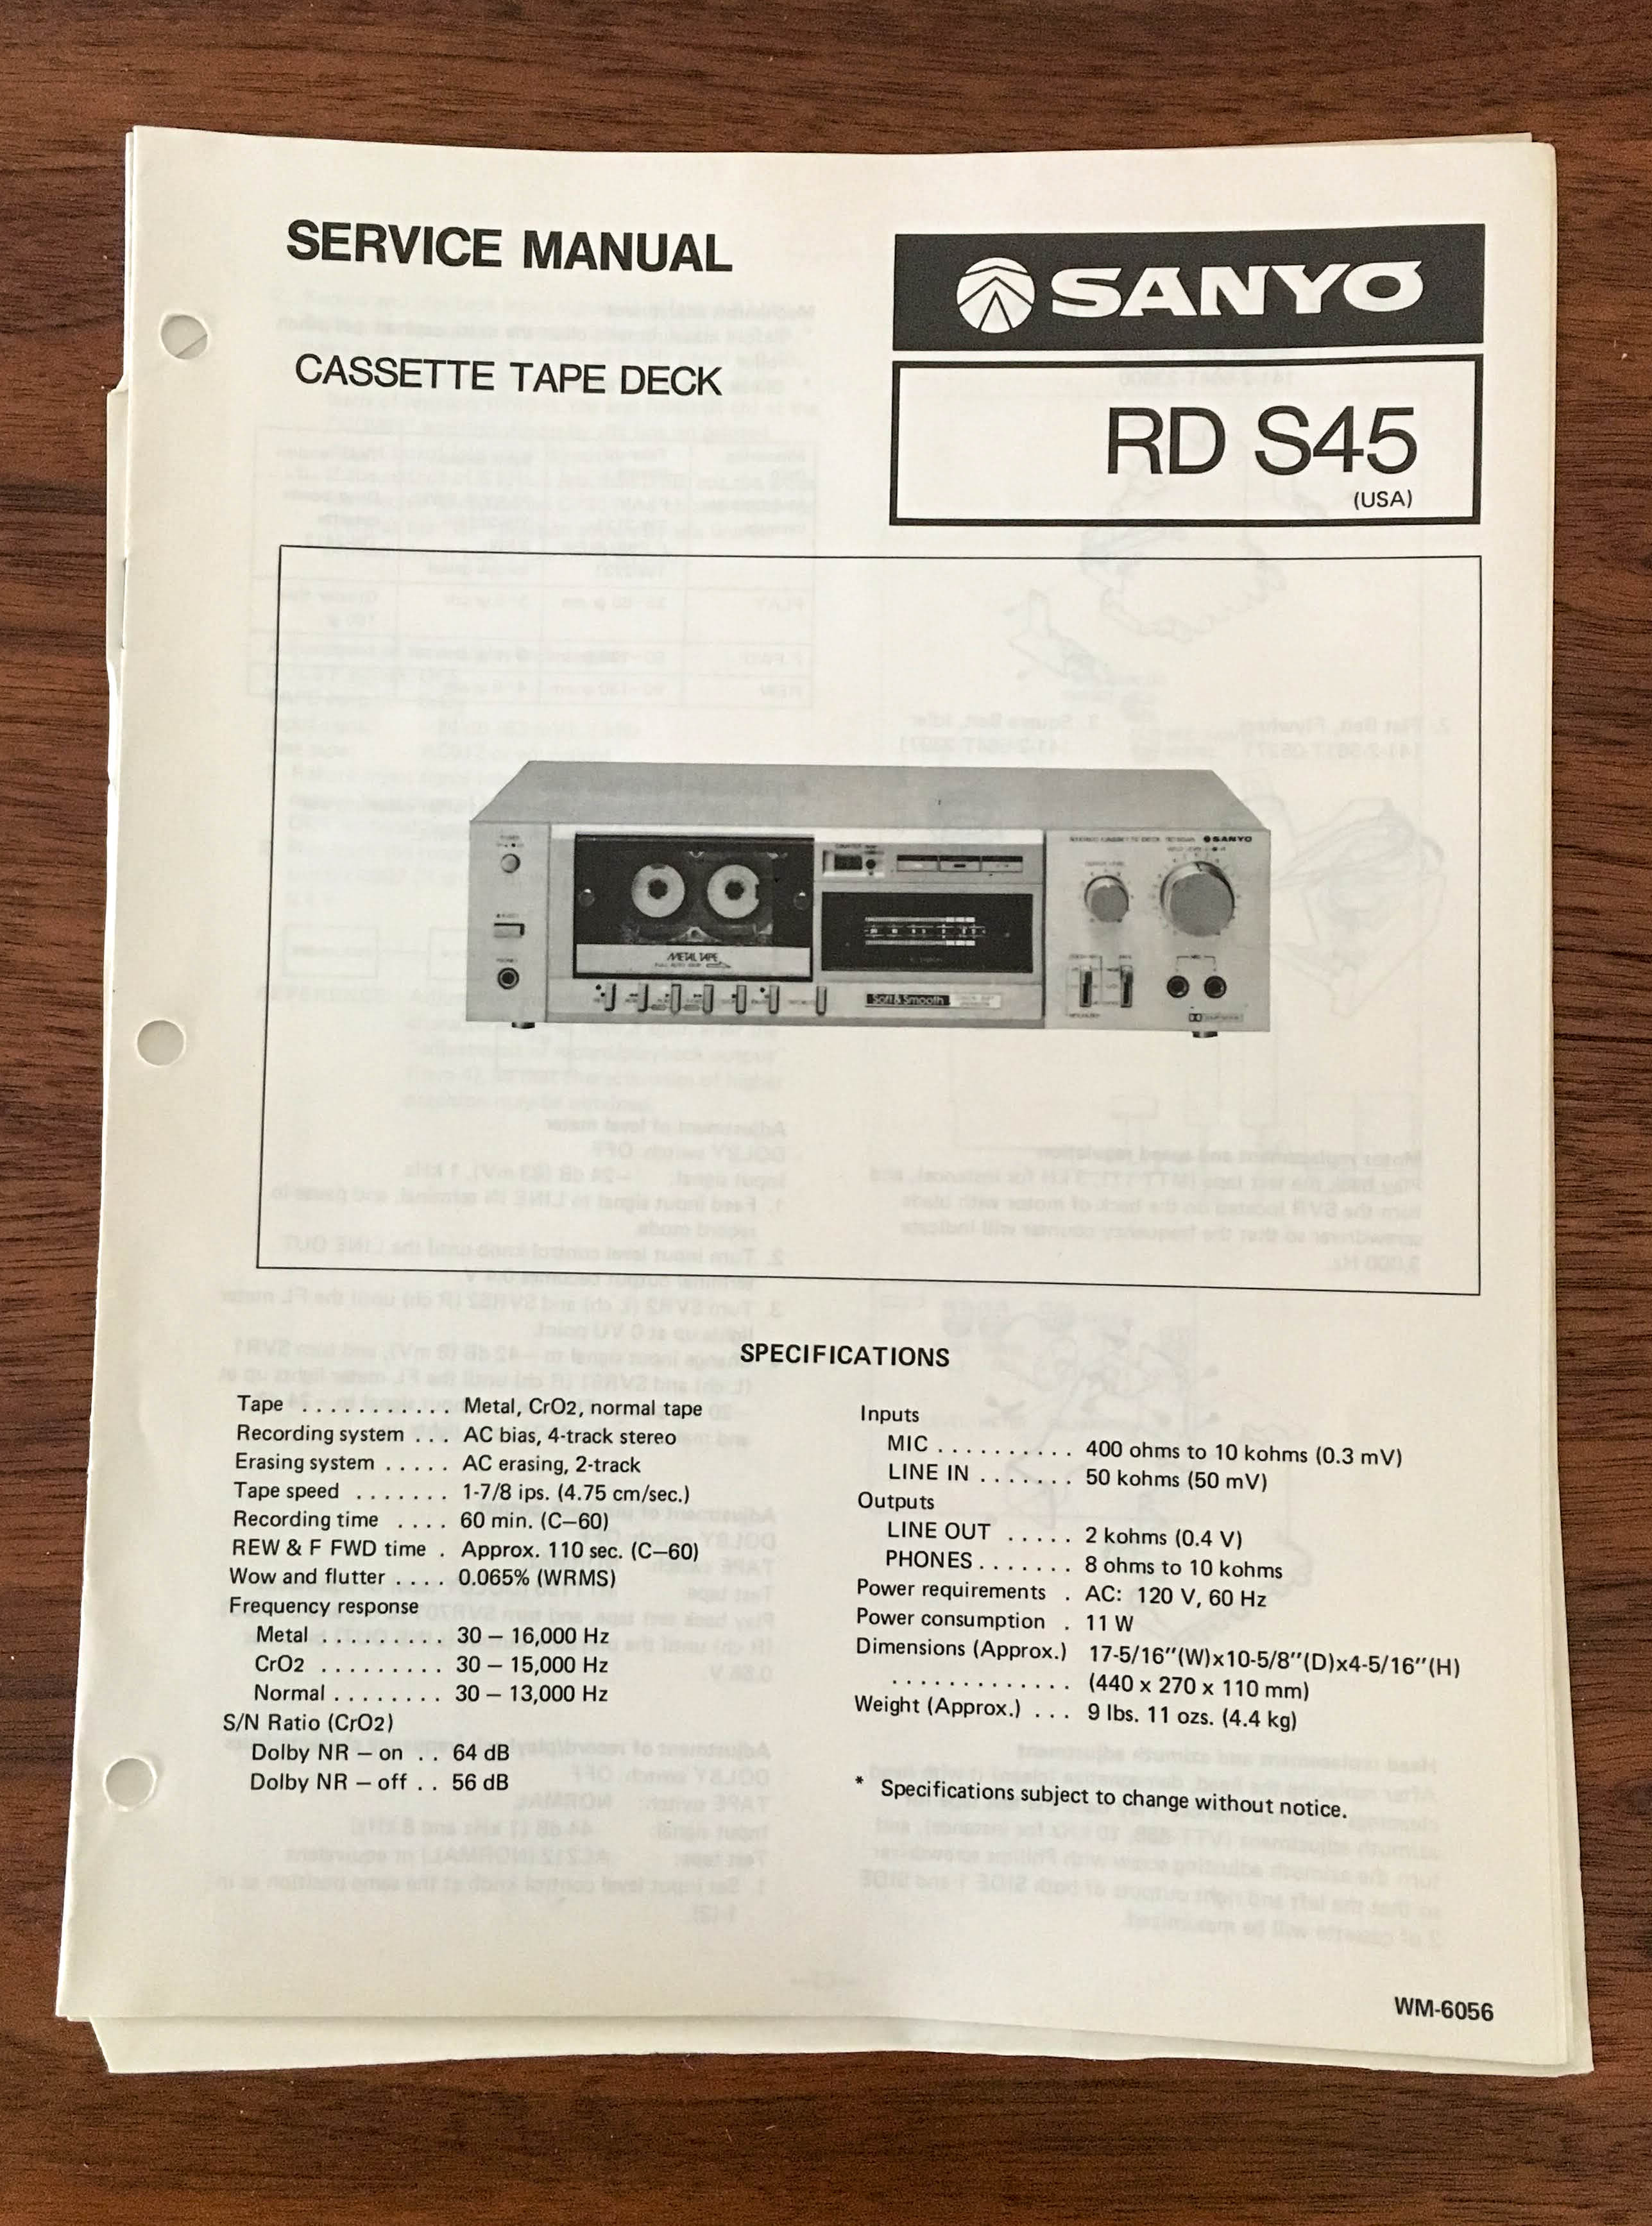 SERVICE MANUAL
CASSETTE TAPE DECK
SANYO
RD S45
(USA)
SANYO
METAL TAPE
Soft & Smooth
SPECIFICATIONS
Tape . . . . . . . . . . . Metal, CrO2, normal tape
Recording system . . . AC bias, 4-track stereo
Erasing system . . . . . AC erasing, 2-track
Tape speed . . . . . . . 1-7/8 ips. (4.75 cm/sec.)
Recording time . . . . 60 min. (C—60)
REW & F FWD time . Approx. 110 sec. (C—60)
Wow and flutter . . . . 0.065% (WRMS)
Frequency response
Metal . . . . . . . . . 30 — 16,000 Hz
CrO2 . . . . . . . . . 30 — 15,000 Hz
Normal . . . . . . . . 30 — 13,000 Hz
S/N Ratio (CrO2)
Dolby NR — on . . 64 dB
Dolby NR — off . . 56 dB
Inputs
MIC . . . . . . . . . . 400 ohms to 10 kohms (0.3 mV)
LINE IN . . . . . . . 50 kohms (50 mV)
Outputs
LINE OUT . . . . . 2 kohms (0.4 V)
PHONES . . . . . . . 8 ohms to 10 kohms
Power requirements . AC: 120 V, 60 Hz
Power consumption . 11 W
Dimensions (Approx.) 17-5/16"(W)x10-5/8"(D)x4-5/16"(H)
. . . . . . . . . . . . . (440 x 270 x 110 mm)
Weight (Approx.) . . . 9 lbs. 11 ozs. (4.4 kg)
* Specifications subject to change without notice.
WM-6056